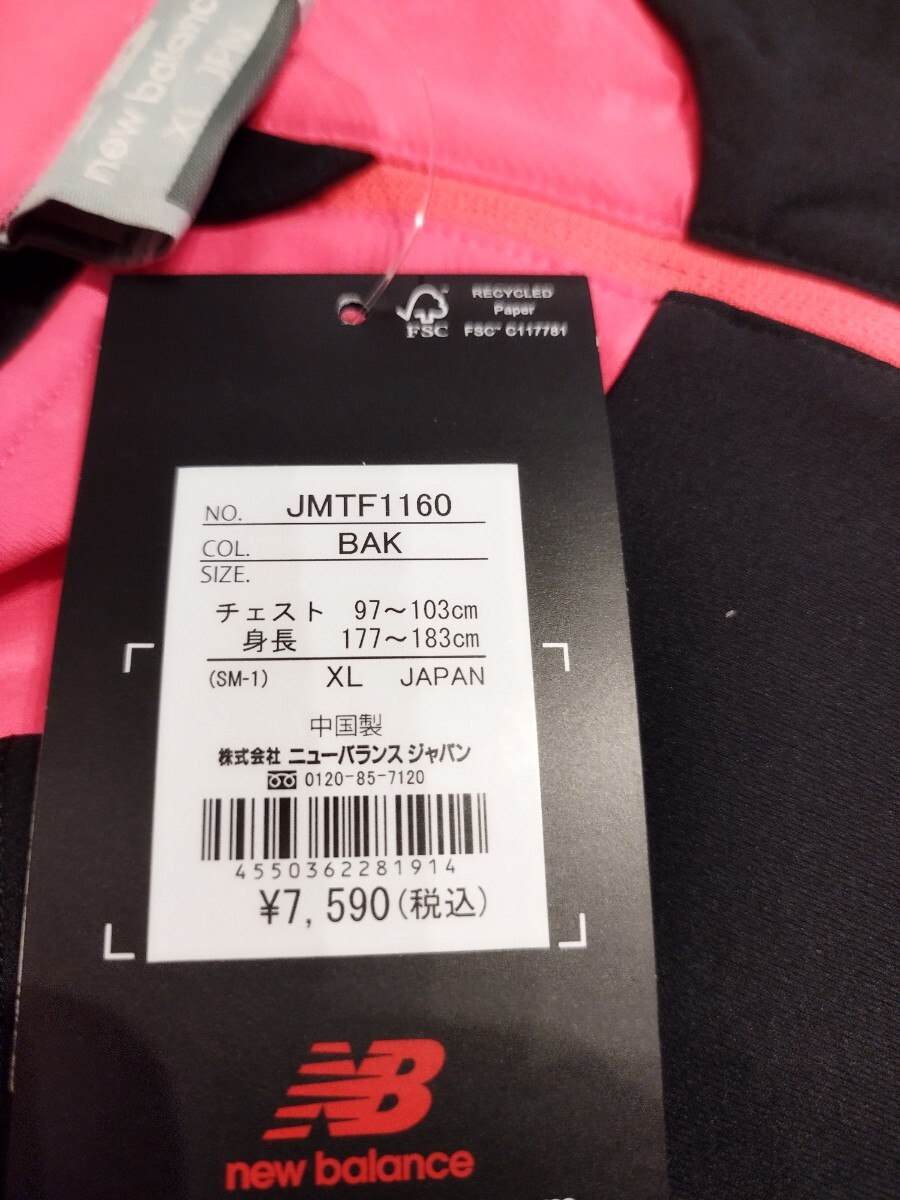 new balance
XL JPN
FSC
RECYCLED
Paper
FSC™ C117781
NO. JMTF1160
COL. BAK
SIZE.
チェスト 97～103cm
身長 177～183cm
(SM-1) XL JAPAN
中国製
株式会社 ニューバランス ジャパン
0120-85-7120
4550362281914
¥7,590(税込)
NB
new balance